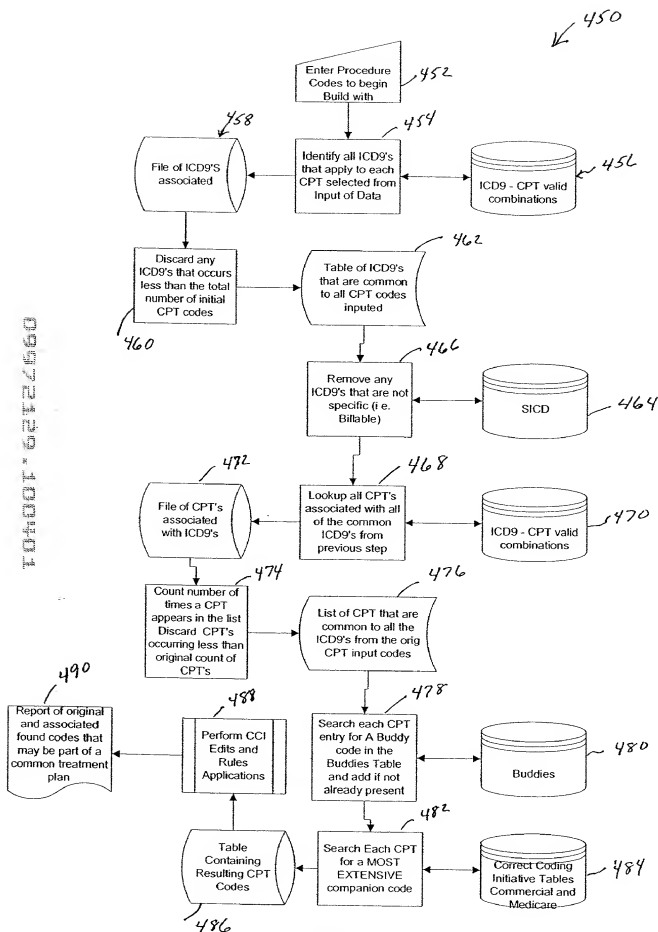 450
Enter Procedure
Codes to begin
Build with
452
454
458
File of ICD9'S
associated
Identify all ICD9's
that apply to each
CPT selected from
Input of Data
ICD9 - CPT valid
combinations
456
Discard any
ICD9's that occurs
less than the total
number of initial
CPT codes
460
Table of ICD9's
that are common
to all CPT codes
inputed
462
466
Remove any
ICD9's that are not
specific (i e.
Billable)
SICD
464
468
472
File of CPT's
associated
with ICD9's
Lookup all CPT's
associated with all
of the common
ICD9's from
previous step
ICD9 - CPT valid
combinations
470
474
Count number of
times a CPT
appears in the list
Discard CPT's
occurring less than
original count of
CPT's
476
List of CPT that are
common to all the
ICD9's from the orig
CPT input codes
478
490
Report of original
and associated
found codes that
may be part of a
common treatment
plan
488
Perform CCI
Edits and
Rules
Applications
Search each CPT
entry for A Buddy
code in the
Buddies Table
and add if not
already present
Buddies
480
482
Table
Containing
Resulting CPT
Codes
486
Search Each CPT
for a MOST
EXTENSIVE
companion code
Correct Coding
Initiative Tables
Commercial and
Medicare
484
09972129.100401